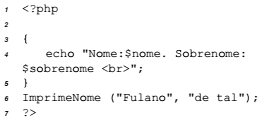 1 <?php
2
3 {
4 echo "Nome:$nome. Sobrenome:
$sobrenome <br>";
5 }
6 ImprimeNome ("Fulano", "de tal");
7 ?>